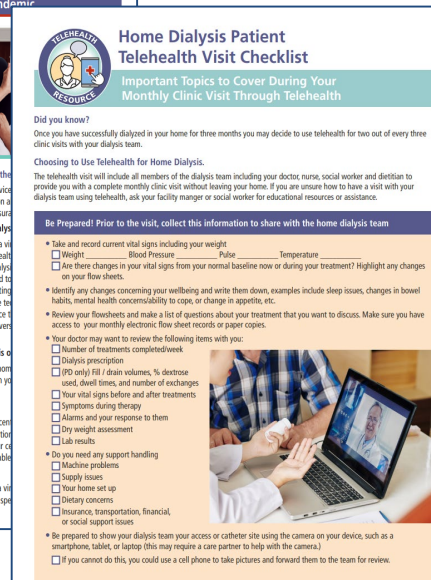 ndemic
TELEHEALTH
RESOURCE
Home Dialysis Patient
Telehealth Visit Checklist
Important Topics to Cover During Your
Monthly Clinic Visit Through Telehealth
Did you know?
Once you have successfully dialyzed in your home for three months you may decide to use telehealth for two out of every three
clinic visits with your dialysis team.
Choosing to Use Telehealth for Home Dialysis.
The telehealth visit will include all members of the dialysis team including your doctor, nurse, social worker and dietitian to
provide you with a complete monthly clinic visit without leaving your home. If you are unsure how to have a visit with your
dialysis team using telehealth, ask your facility manger or social worker for educational resources or assistance.
Be Prepared! Prior to the visit, collect this information to share with the home dialysis team
• Take and record current vital signs including your weight
Weight ________ Blood Pressure ________ Pulse ________ Temperature ________
Are there changes in your vital signs from your normal baseline now or during your treatment? Highlight any changes
on your flow sheets.
• Identify any changes concerning your wellbeing and write them down, examples include sleep issues, changes in bowel
habits, mental health concerns/ability to cope, or change in appetite, etc.
• Review your flowsheets and make a list of questions about your treatment that you want to discuss. Make sure you have
access to your monthly electronic flow sheet records or paper copies.
• Your doctor may want to review the following items with you:
Number of treatments completed/week
Dialysis prescription
(PD only) Fill / drain volumes, % dextrose
used, dwell times, and number of exchanges
Your vital signs before and after treatments
Symptoms during therapy
Alarms and your response to them
Dry weight assessment
Lab results
• Do you need any support handling
Machine problems
Supply issues
Your home set up
Dietary concerns
Insurance, transportation, financial,
or social support issues
• Be prepared to show your dialysis team your access or catheter site using the camera on your device, such as a
smartphone, tablet, or laptop (this may require a care partner to help with the camera.)
If you cannot do this, you could use a cell phone to take pictures and forward them to the team for review.